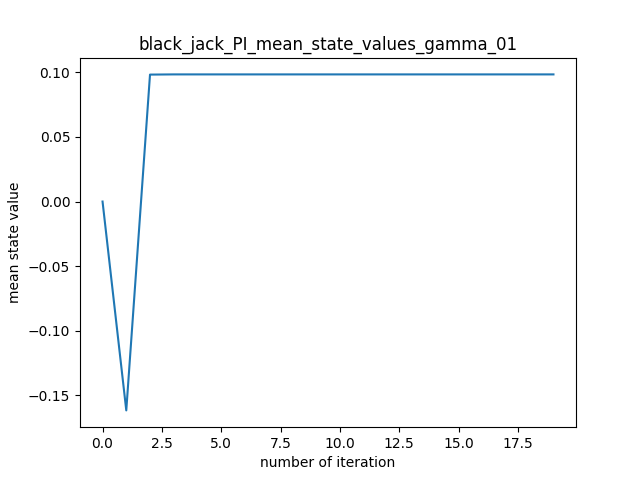 black_jack_PI_mean_state_values_gamma_01
mean state value
0.10
0.05
0.00
−0.05
−0.10
−0.15
0.0 2.5 5.0 7.5 10.0 12.5 15.0 17.5
number of iteration